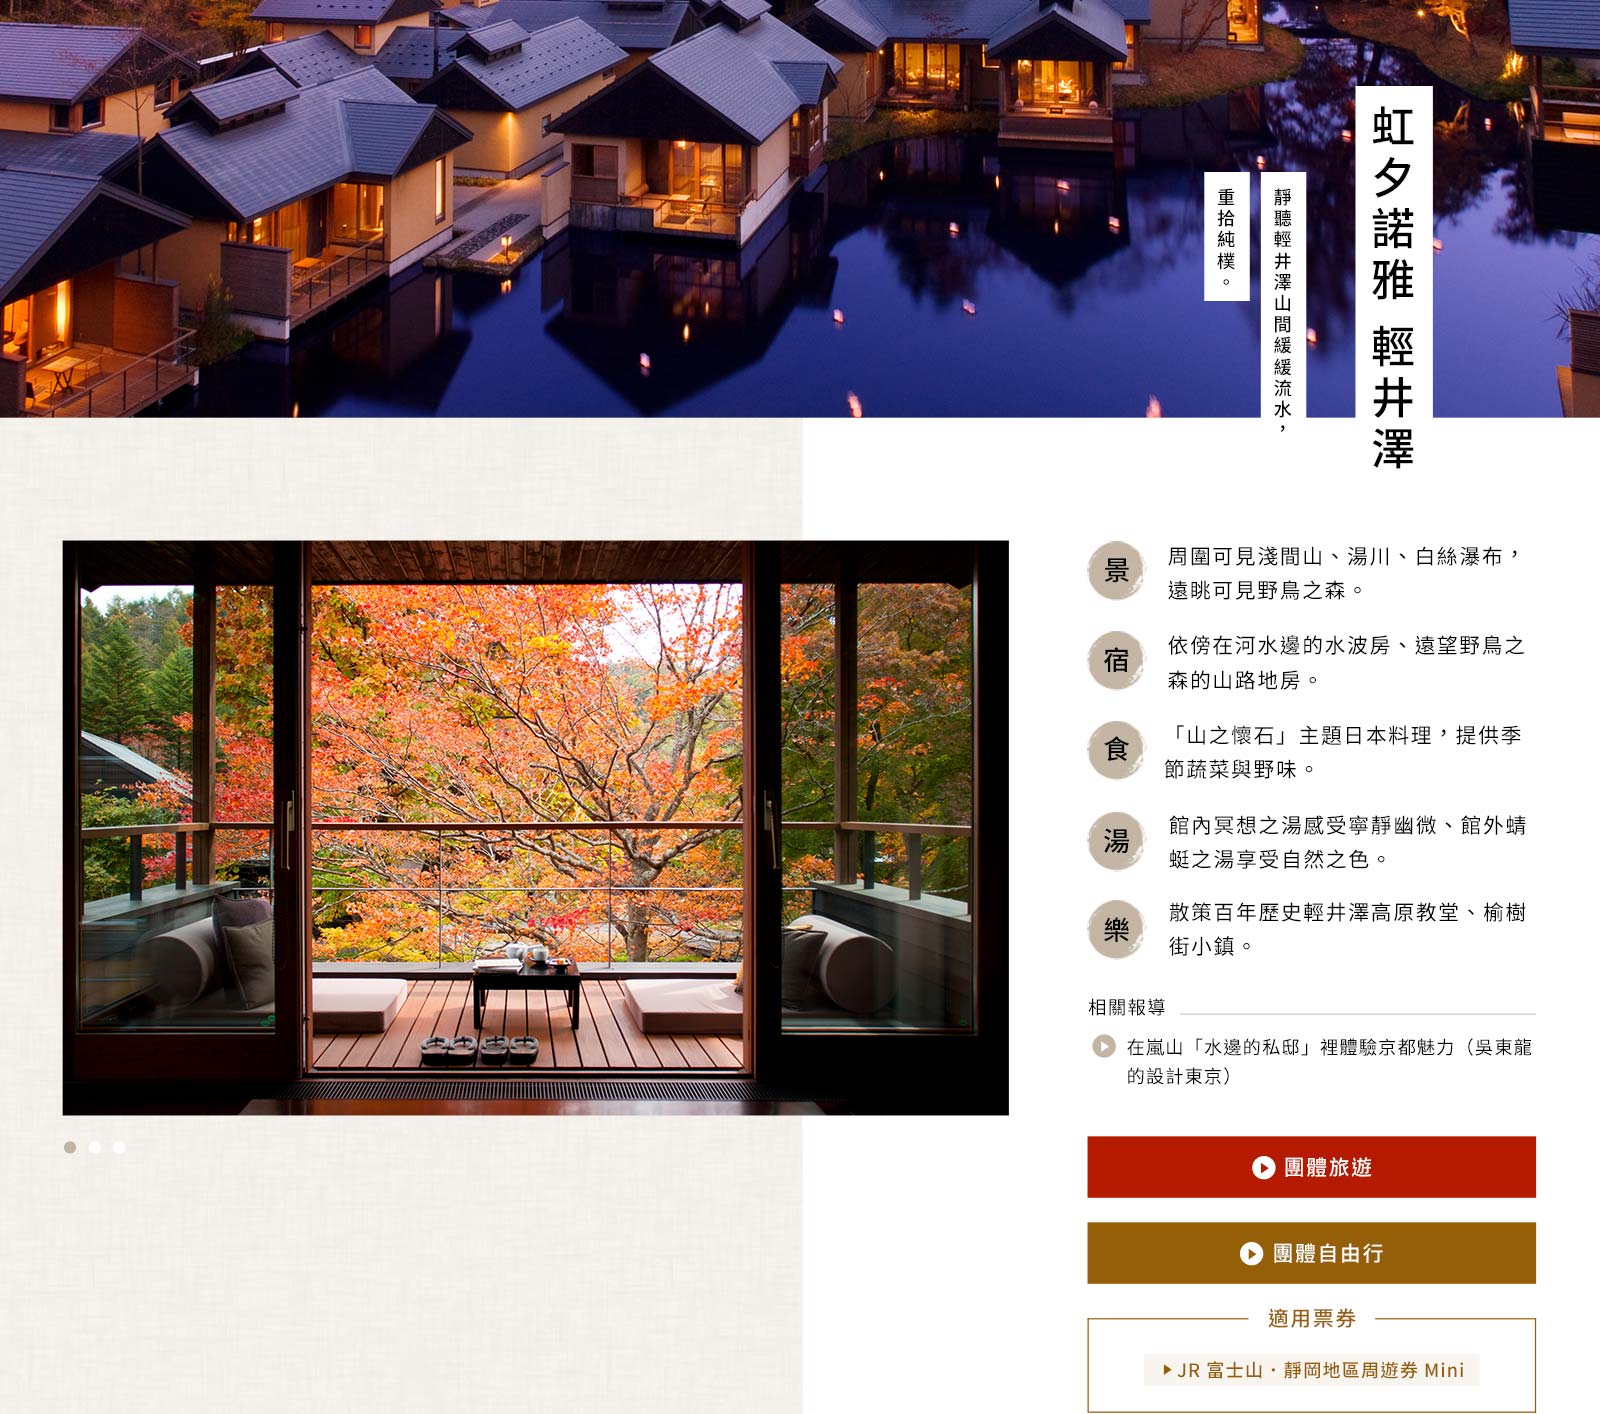 虹夕諾雅 輕井澤
靜聽輕井澤山間緩緩流水，
重拾純樸。
景
周圍可見淺間山、湯川、白絲瀑布，
遠眺可見野鳥之森。
宿
依傍在河水邊的水波房、遠望野鳥之
森的山路地房。
食
「山之懷石」主題日本料理，提供季
節蔬菜與野味。
湯
館內冥想之湯感受寧靜幽微、館外蜻
蜓之湯享受自然之色。
樂
散策百年歷史輕井澤高原教堂、榆樹
街小鎮。
相關報導
在嵐山「水邊的私邸」裡體驗京都魅力（吳東龍
的設計東京）
團體旅遊
團體自由行
適用票券
JR 富士山・靜岡地區周遊券 Mini